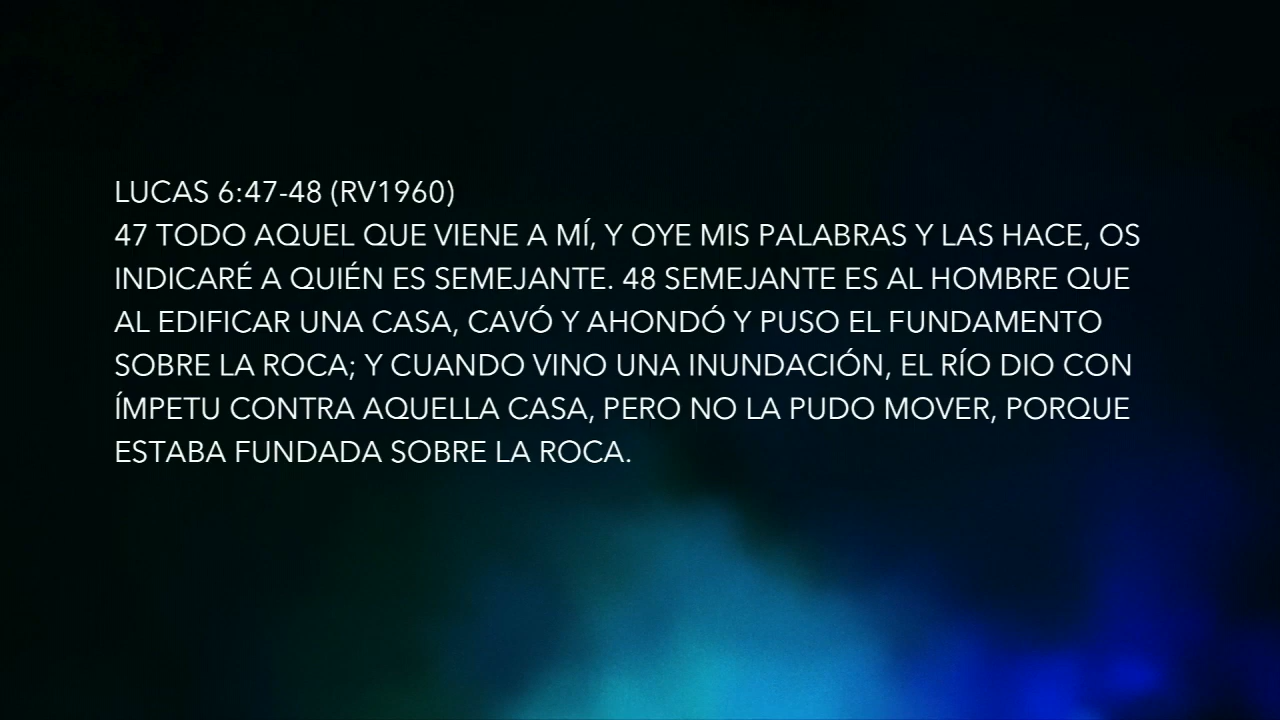 LUCAS 6:47-48 (RV1960)
47 TODO AQUEL QUE VIENE A MÍ, Y OYE MIS PALABRAS Y LAS HACE, OS
INDICARÉ A QUIÉN ES SEMEJANTE. 48 SEMEJANTE ES AL HOMBRE QUE
AL EDIFICAR UNA CASA, CAVÓ Y AHONDÓ Y PUSO EL FUNDAMENTO
SOBRE LA ROCA; Y CUANDO VINO UNA INUNDACIÓN, EL RÍO DIO CON
ÍMPETU CONTRA AQUELLA CASA, PERO NO LA PUDO MOVER, PORQUE
ESTABA FUNDADA SOBRE LA ROCA.